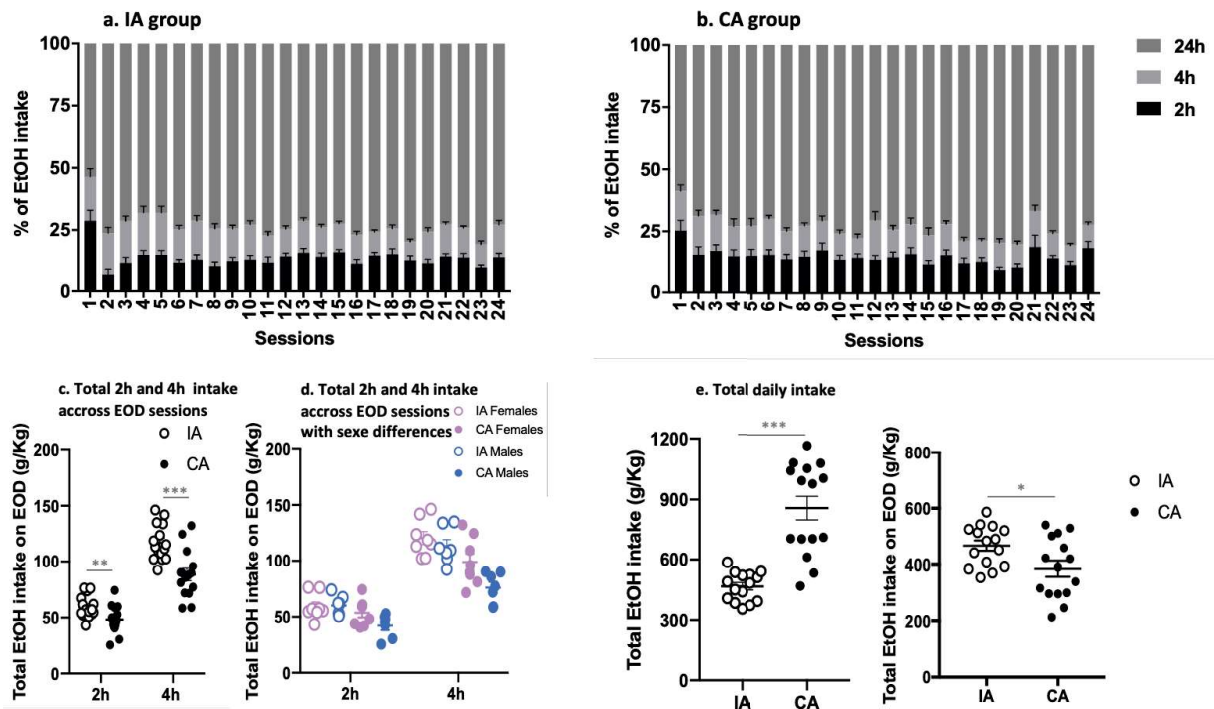 a. IA group
100
75
50
25
0
% of EtOH intake
1 2 3 4 5 6 7 8 9 10 11 12 13 14 15 16 17 18 19 20 21 22 23 24
Sessions
b. CA group
100
75
50
25
0
% of EtOH intake
1 2 3 4 5 6 7 8 9 10 11 12 13 14 15 16 17 18 19 20 21 22 23 24
Sessions
24h
4h
2h
c. Total 2h and 4h intake
accross EOD sessions
IA
CA
200
150
100
50
0
Total EtOH intake on EOD (g/Kg)
**
***
2h 4h
d. Total 2h and 4h intake
accross EOD sessions
with sexe differences
IA Females
CA Females
IA Males
CA Males
200
150
100
50
0
Total EtOH intake on EOD (g/Kg)
2h 4h
e. Total daily intake
1200
900
600
300
0
Total EtOH intake (g/Kg)
***
IA CA
800
600
400
200
0
Total EtOH intake on EOD (g/Kg)
*
IA CA
IA
CA